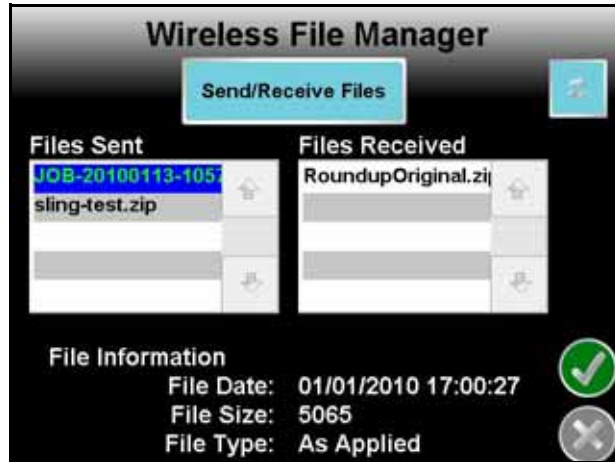 Wireless File Manager
Send/Receive Files
Files Sent
JOB-20100113-1057
sling-test.zip
Files Received
RoundupOriginal.zip
File Information
File Date: 01/01/2010 17:00:27
File Size: 5065
File Type: As Applied